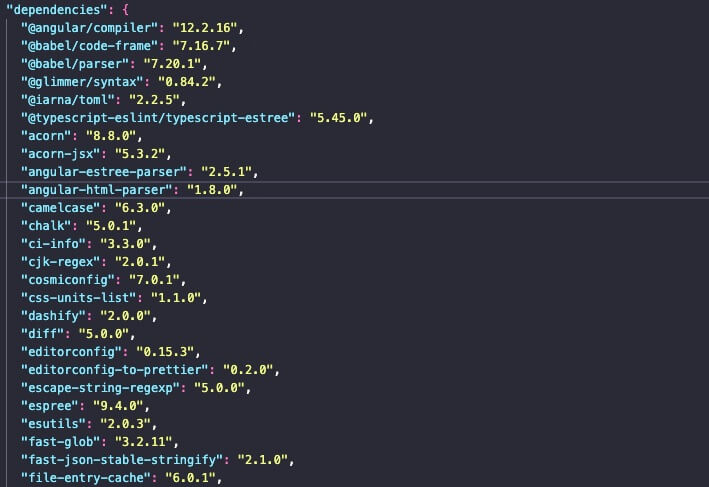 "dependencies": {
"@angular/compiler": "12.2.16",
"@babel/code-frame": "7.16.7",
"@babel/parser": "7.20.1",
"@glimmer/syntax": "0.84.2",
"@iarna/toml": "2.2.5",
"@typescript-eslint/typescript-estree": "5.45.0",
"acorn": "8.8.0",
"acorn-jsx": "5.3.2",
"angular-estree-parser": "2.5.1",
"angular-html-parser": "1.8.0",
"camelcase": "6.3.0",
"chalk": "5.0.1",
"ci-info": "3.3.0",
"cjk-regex": "2.0.1",
"cosmiconfig": "7.0.1",
"css-units-list": "1.1.0",
"dashify": "2.0.0",
"diff": "5.0.0",
"editorconfig": "0.15.3",
"editorconfig-to-prettier": "0.2.0",
"escape-string-regexp": "5.0.0",
"espree": "9.4.0",
"esutils": "2.0.3",
"fast-glob": "3.2.11",
"fast-json-stable-stringify": "2.1.0",
"file-entry-cache": "6.0.1",